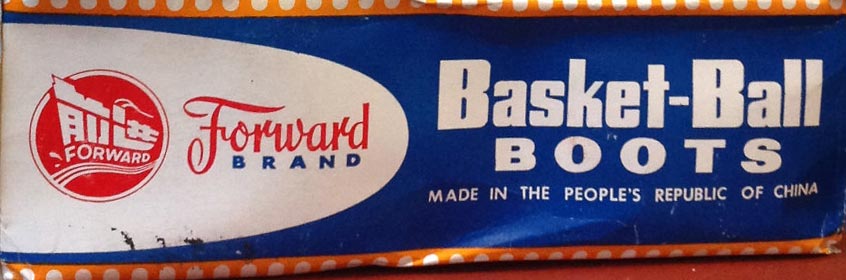 前进
FORWARD
Forward
BRAND
Basket-Ball
BOOTS
MADE IN THE PEOPLE'S REPUBLIC OF CHINA